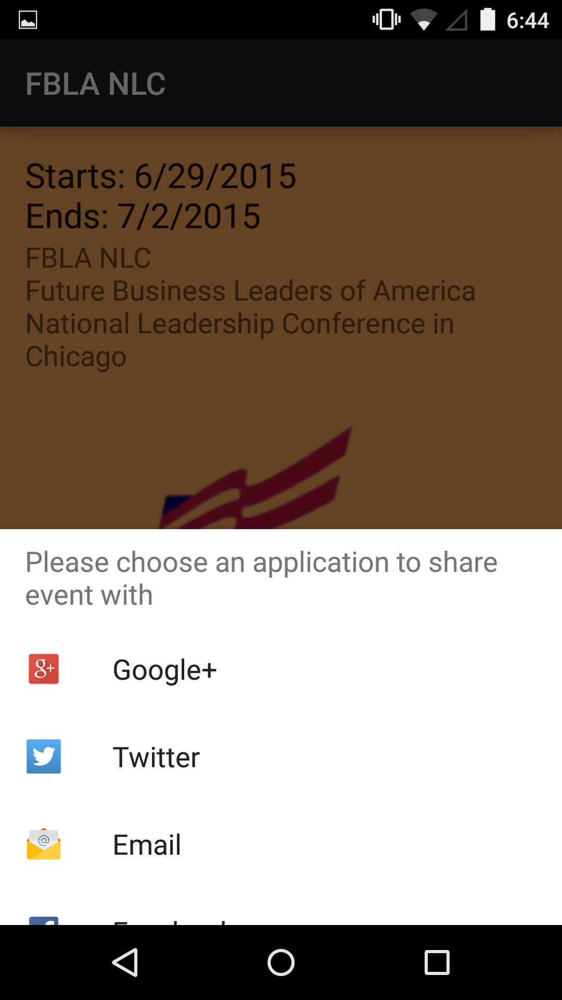 6:44
FBLA NLC
Starts: 6/29/2015
Ends: 7/2/2015
FBLA NLC
Future Business Leaders of America
National Leadership Conference in
Chicago
Please choose an application to share
event with
g+ Google+
Twitter
@ Email